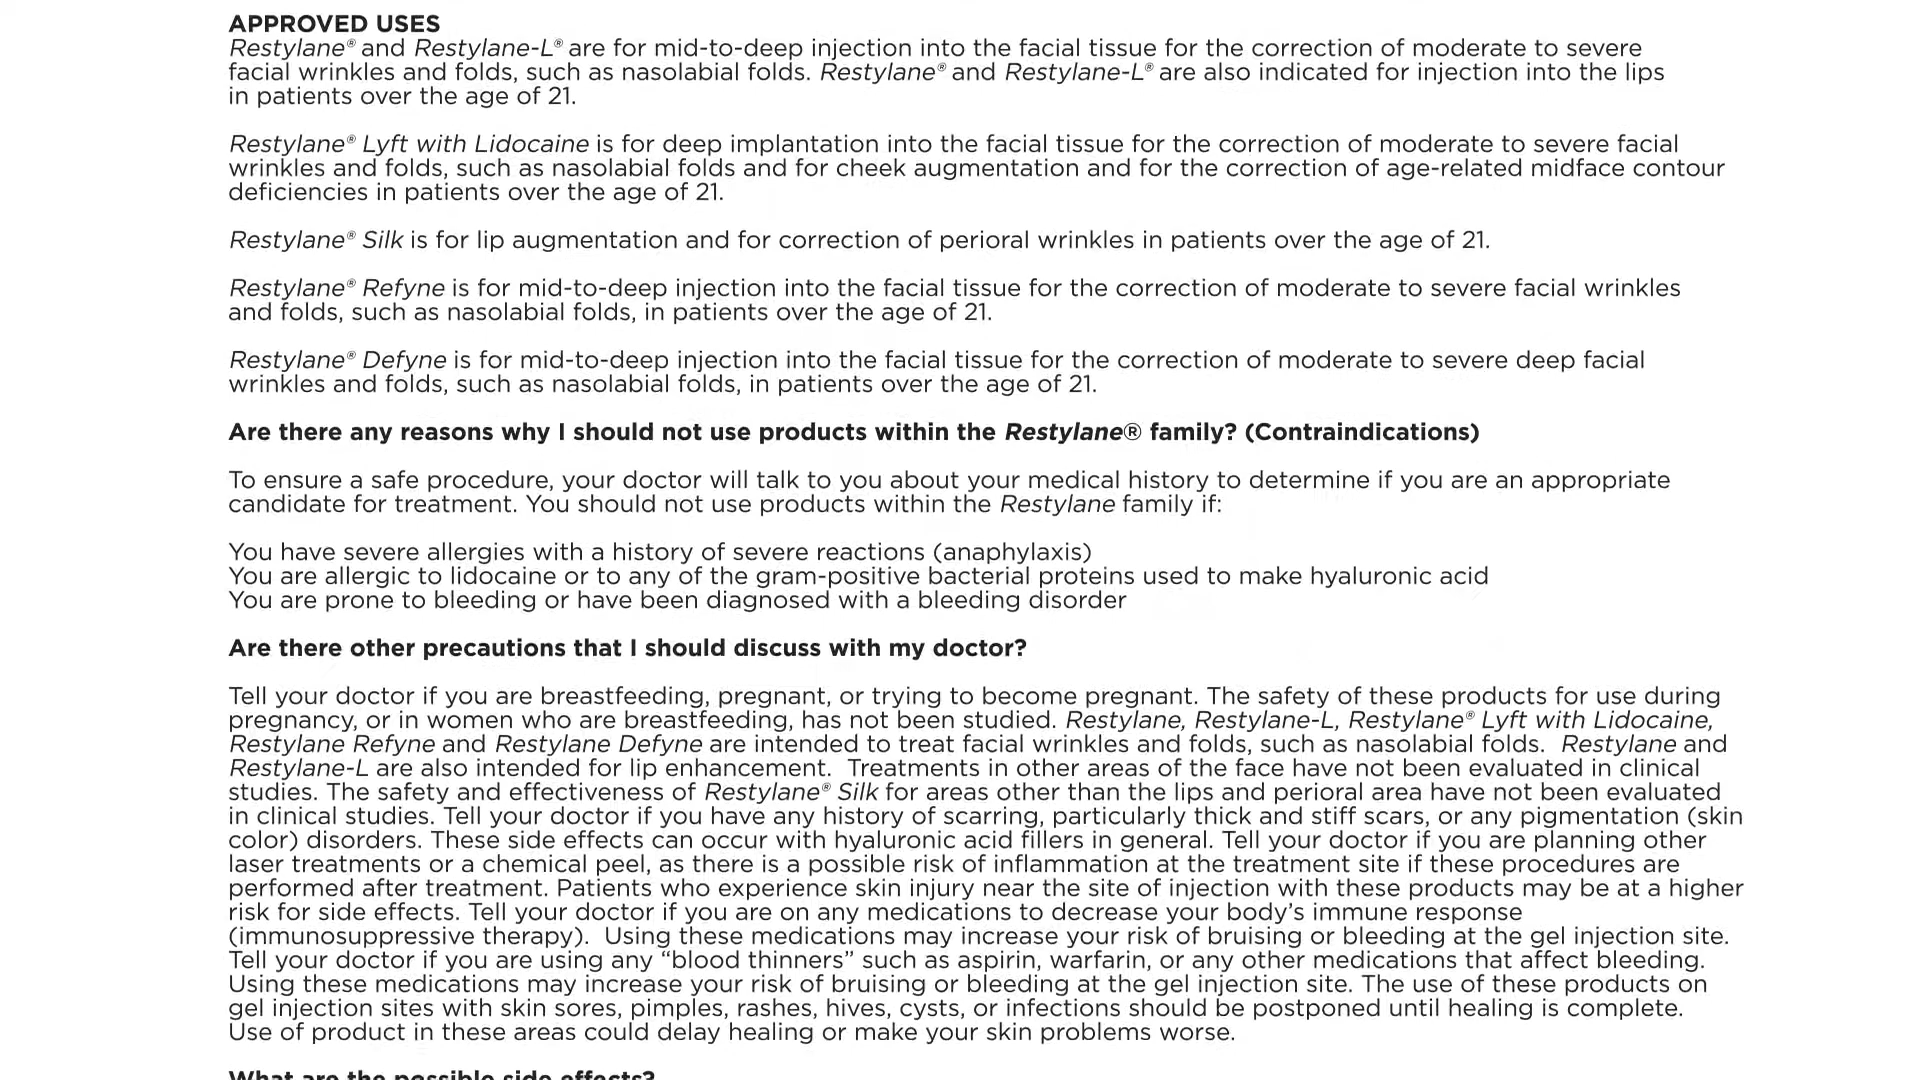 APPROVED USES
Restylane® and Restylane-L® are for mid-to-deep injection into the facial tissue for the correction of moderate to severe
facial wrinkles and folds, such as nasolabial folds. Restylane® and Restylane-L® are also indicated for injection into the lips
in patients over the age of 21.
Restylane® Lyft with Lidocaine is for deep implantation into the facial tissue for the correction of moderate to severe facial
wrinkles and folds, such as nasolabial folds and for cheek augmentation and for the correction of age-related midface contour
deficiencies in patients over the age of 21.
Restylane® Silk is for lip augmentation and for correction of perioral wrinkles in patients over the age of 21.
Restylane® Refyne is for mid-to-deep injection into the facial tissue for the correction of moderate to severe facial wrinkles
and folds, such as nasolabial folds, in patients over the age of 21.
Restylane® Defyne is for mid-to-deep injection into the facial tissue for the correction of moderate to severe deep facial
wrinkles and folds, such as nasolabial folds, in patients over the age of 21.
Are there any reasons why I should not use products within the Restylane® family? (Contraindications)
To ensure a safe procedure, your doctor will talk to you about your medical history to determine if you are an appropriate
candidate for treatment. You should not use products within the Restylane family if:
You have severe allergies with a history of severe reactions (anaphylaxis)
You are allergic to lidocaine or to any of the gram-positive bacterial proteins used to make hyaluronic acid
You are prone to bleeding or have been diagnosed with a bleeding disorder
Are there other precautions that I should discuss with my doctor?
Tell your doctor if you are breastfeeding, pregnant, or trying to become pregnant. The safety of these products for use during
pregnancy, or in women who are breastfeeding, has not been studied. Restylane, Restylane-L, Restylane® Lyft with Lidocaine,
Restylane Refyne and Restylane Defyne are intended to treat facial wrinkles and folds, such as nasolabial folds.  Restylane and
Restylane-L are also intended for lip enhancement.  Treatments in other areas of the face have not been evaluated in clinical
studies. The safety and effectiveness of Restylane® Silk for areas other than the lips and perioral area have not been evaluated
in clinical studies. Tell your doctor if you have any history of scarring, particularly thick and stiff scars, or any pigmentation (skin
color) disorders. These side effects can occur with hyaluronic acid fillers in general. Tell your doctor if you are planning other
laser treatments or a chemical peel, as there is a possible risk of inflammation at the treatment site if these procedures are
performed after treatment. Patients who experience skin injury near the site of injection with these products may be at a higher
risk for side effects. Tell your doctor if you are on any medications to decrease your body’s immune response
(immunosuppressive therapy).  Using these medications may increase your risk of bruising or bleeding at the gel injection site.
Tell your doctor if you are using any “blood thinners” such as aspirin, warfarin, or any other medications that affect bleeding.
Using these medications may increase your risk of bruising or bleeding at the gel injection site. The use of these products on
gel injection sites with skin sores, pimples, rashes, hives, cysts, or infections should be postponed until healing is complete.
Use of product in these areas could delay healing or make your skin problems worse.
What are the possible side effects?